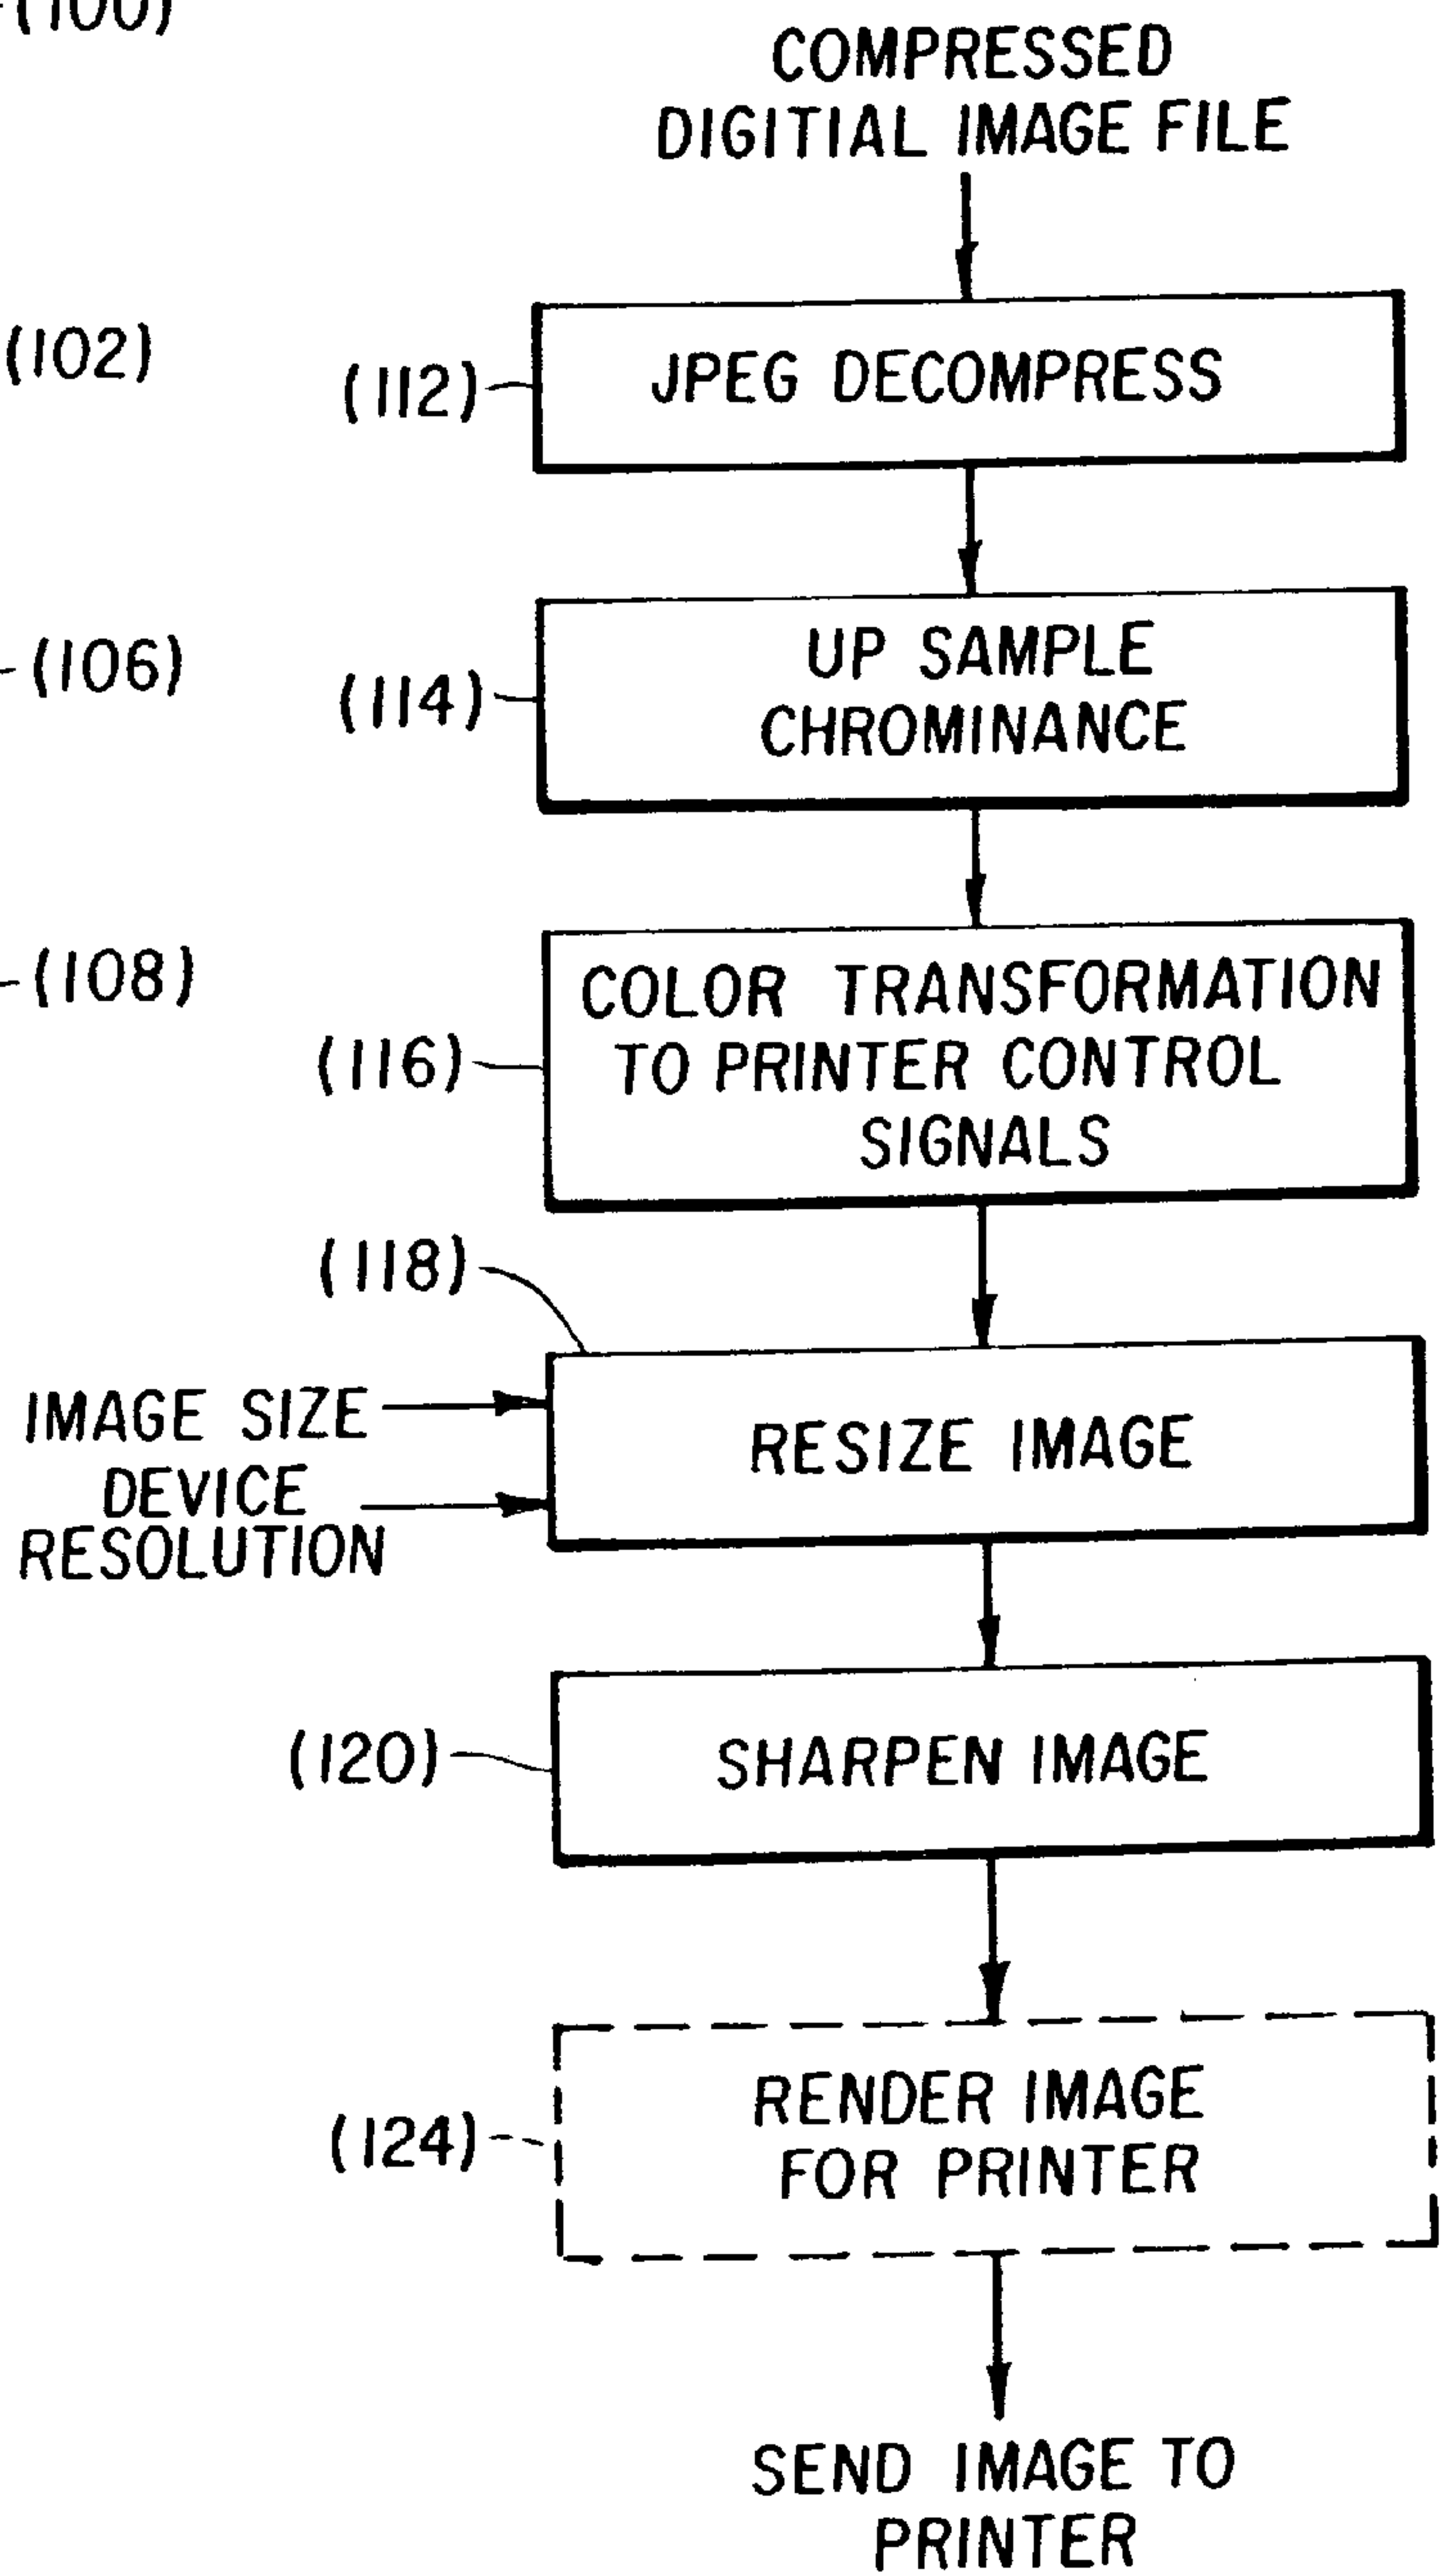 (100)
COMPRESSED
DIGITIAL IMAGE FILE
(102)
(112)
JPEG DECOMPRESS
(106)
(114)
UP SAMPLE
CHROMINANCE
(108)
(116)
COLOR TRANSFORMATION
TO PRINTER CONTROL
SIGNALS
(118)
IMAGE SIZE
DEVICE
RESOLUTION
RESIZE IMAGE
(120)
SHARPEN IMAGE
(124)
RENDER IMAGE
FOR PRINTER
SEND IMAGE TO
PRINTER